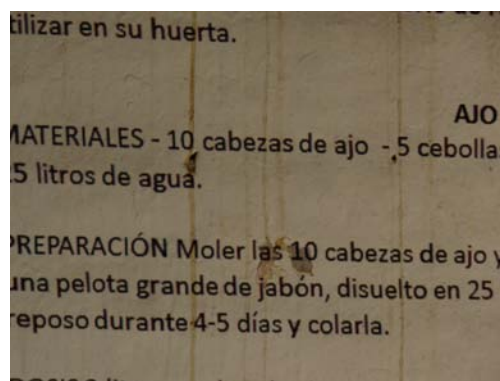 tilizar en su huerta.
AJO
MATERIALES - 10 cabezas de ajo - 5 cebolla
5 litros de agua.
PREPARACIÓN Moler las 10 cabezas de ajo y
una pelota grande de jabón, disuelto en 25
reposo durante 4-5 días y colarla.